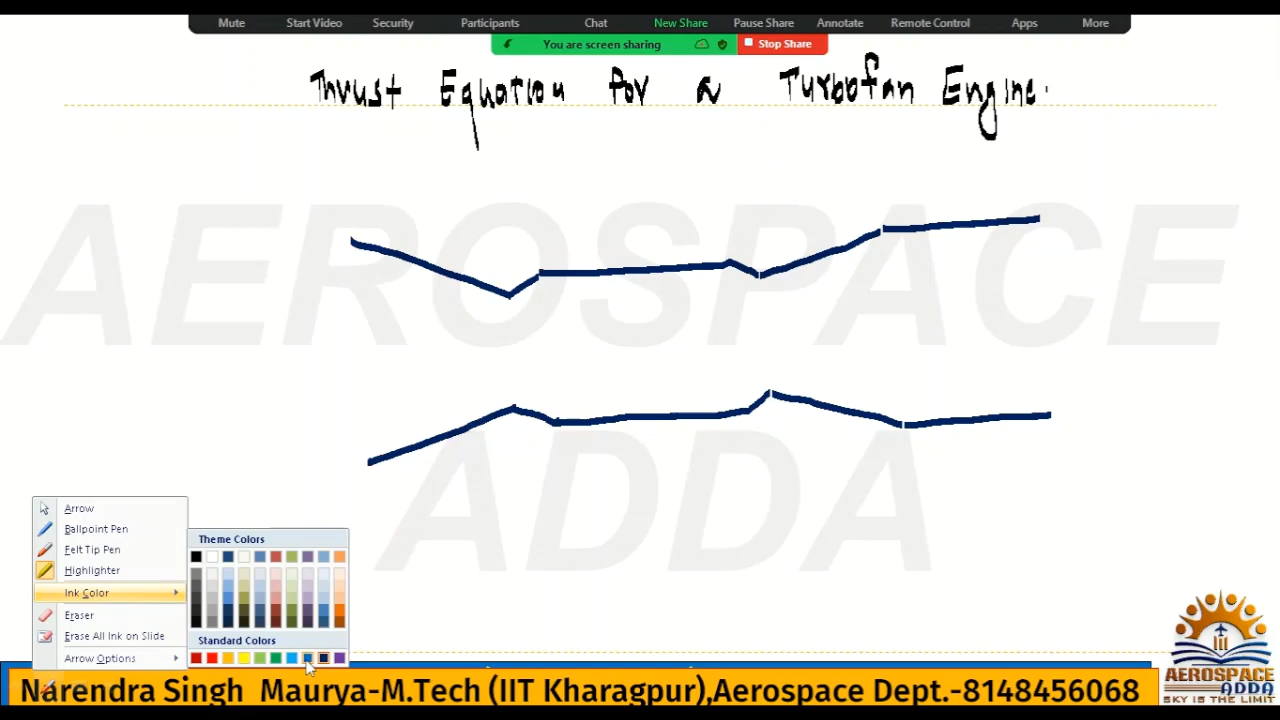 Mute Start Video Security Participants Chat New Share Pause Share Annotate Remote Control Apps More
You are screen sharing Stop Share
Thrust Equation for a Turbofan Engine.
AEROSPACE
ADDA
Arrow
Ballpoint Pen
Felt Tip Pen
Highlighter
Ink Color
Eraser
Erase All Ink on Slide
Arrow Options
Theme Colors
Standard Colors
AEROSPACE
ADDA
SKY IS THE LIMIT
Narendra Singh Maurya-M.Tech (IIT Kharagpur),Aerospace Dept.-8148456068